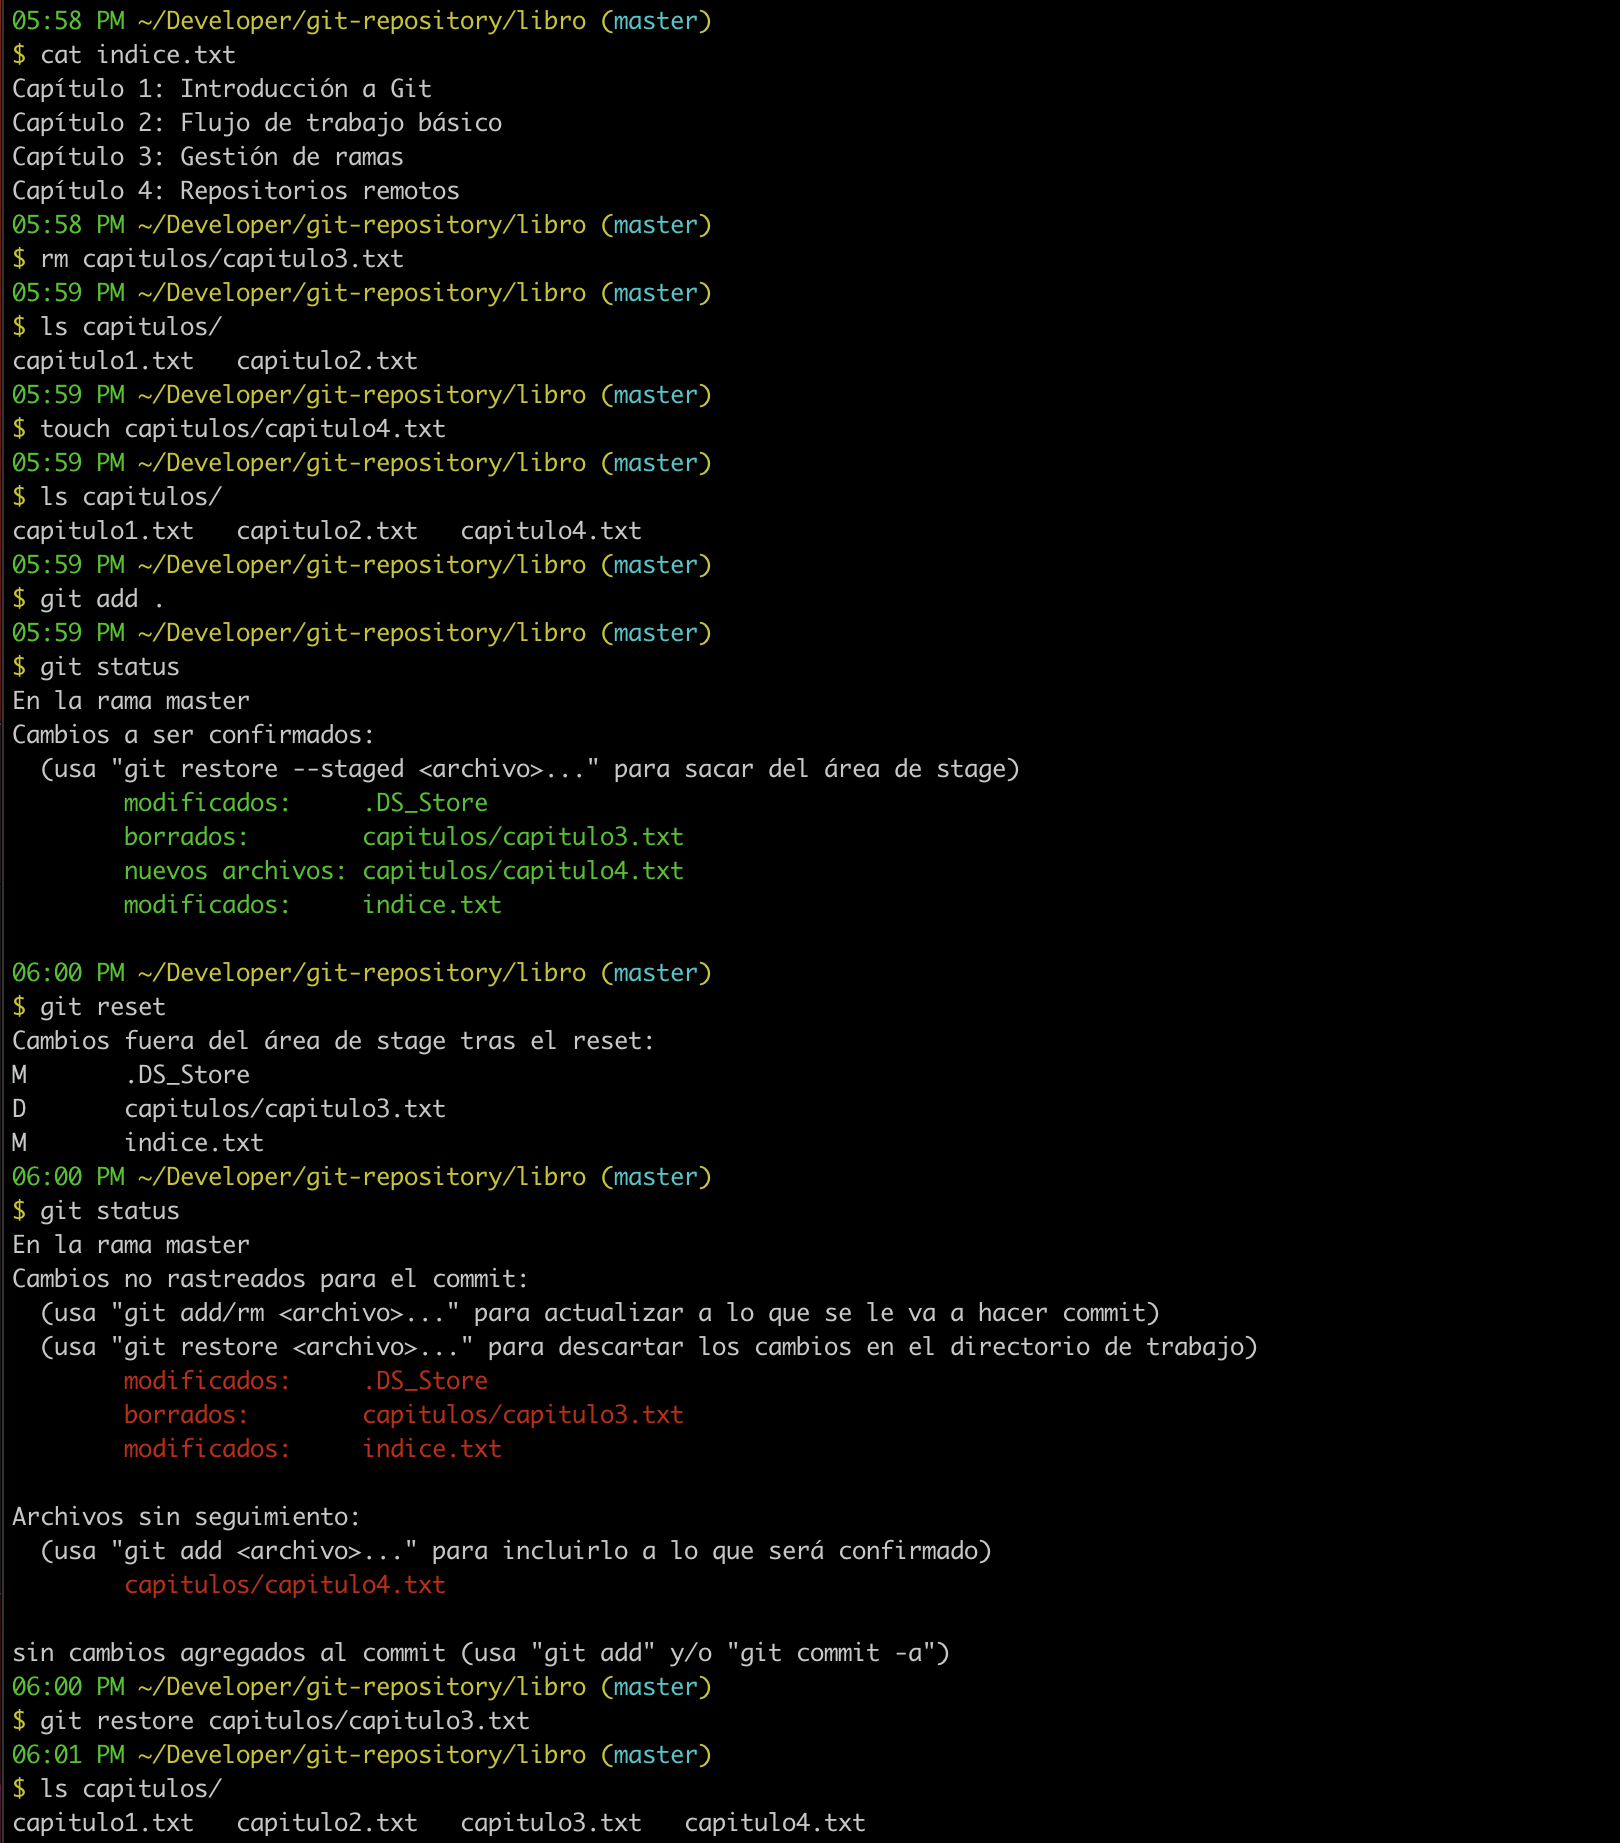 05:58 PM ~/Developer/git-repository/libro (master)
$ cat indice.txt
Capítulo 1: Introducción a Git
Capítulo 2: Flujo de trabajo básico
Capítulo 3: Gestión de ramas
Capítulo 4: Repositorios remotos
05:58 PM ~/Developer/git-repository/libro (master)
$ rm capitulos/capitulo3.txt
05:59 PM ~/Developer/git-repository/libro (master)
$ ls capitulos/
capitulo1.txt   capitulo2.txt
05:59 PM ~/Developer/git-repository/libro (master)
$ touch capitulos/capitulo4.txt
05:59 PM ~/Developer/git-repository/libro (master)
$ ls capitulos/
capitulo1.txt   capitulo2.txt   capitulo4.txt
05:59 PM ~/Developer/git-repository/libro (master)
$ git add .
05:59 PM ~/Developer/git-repository/libro (master)
$ git status
En la rama master
Cambios a ser confirmados:
  (usa "git restore --staged <archivo>..." para sacar del área de stage)
        modificados:     .DS_Store
        borrados:        capitulos/capitulo3.txt
        nuevos archivos: capitulos/capitulo4.txt
        modificados:     indice.txt

06:00 PM ~/Developer/git-repository/libro (master)
$ git reset
Cambios fuera del área de stage tras el reset:
M       .DS_Store
D       capitulos/capitulo3.txt
M       indice.txt
06:00 PM ~/Developer/git-repository/libro (master)
$ git status
En la rama master
Cambios no rastreados para el commit:
  (usa "git add/rm <archivo>..." para actualizar a lo que se le va a hacer commit)
  (usa "git restore <archivo>..." para descartar los cambios en el directorio de trabajo)
        modificados:     .DS_Store
        borrados:        capitulos/capitulo3.txt
        modificados:     indice.txt

Archivos sin seguimiento:
  (usa "git add <archivo>..." para incluirlo a lo que será confirmado)
        capitulos/capitulo4.txt

sin cambios agregados al commit (usa "git add" y/o "git commit -a")
06:00 PM ~/Developer/git-repository/libro (master)
$ git restore capitulos/capitulo3.txt
06:01 PM ~/Developer/git-repository/libro (master)
$ ls capitulos/
capitulo1.txt   capitulo2.txt   capitulo3.txt   capitulo4.txt